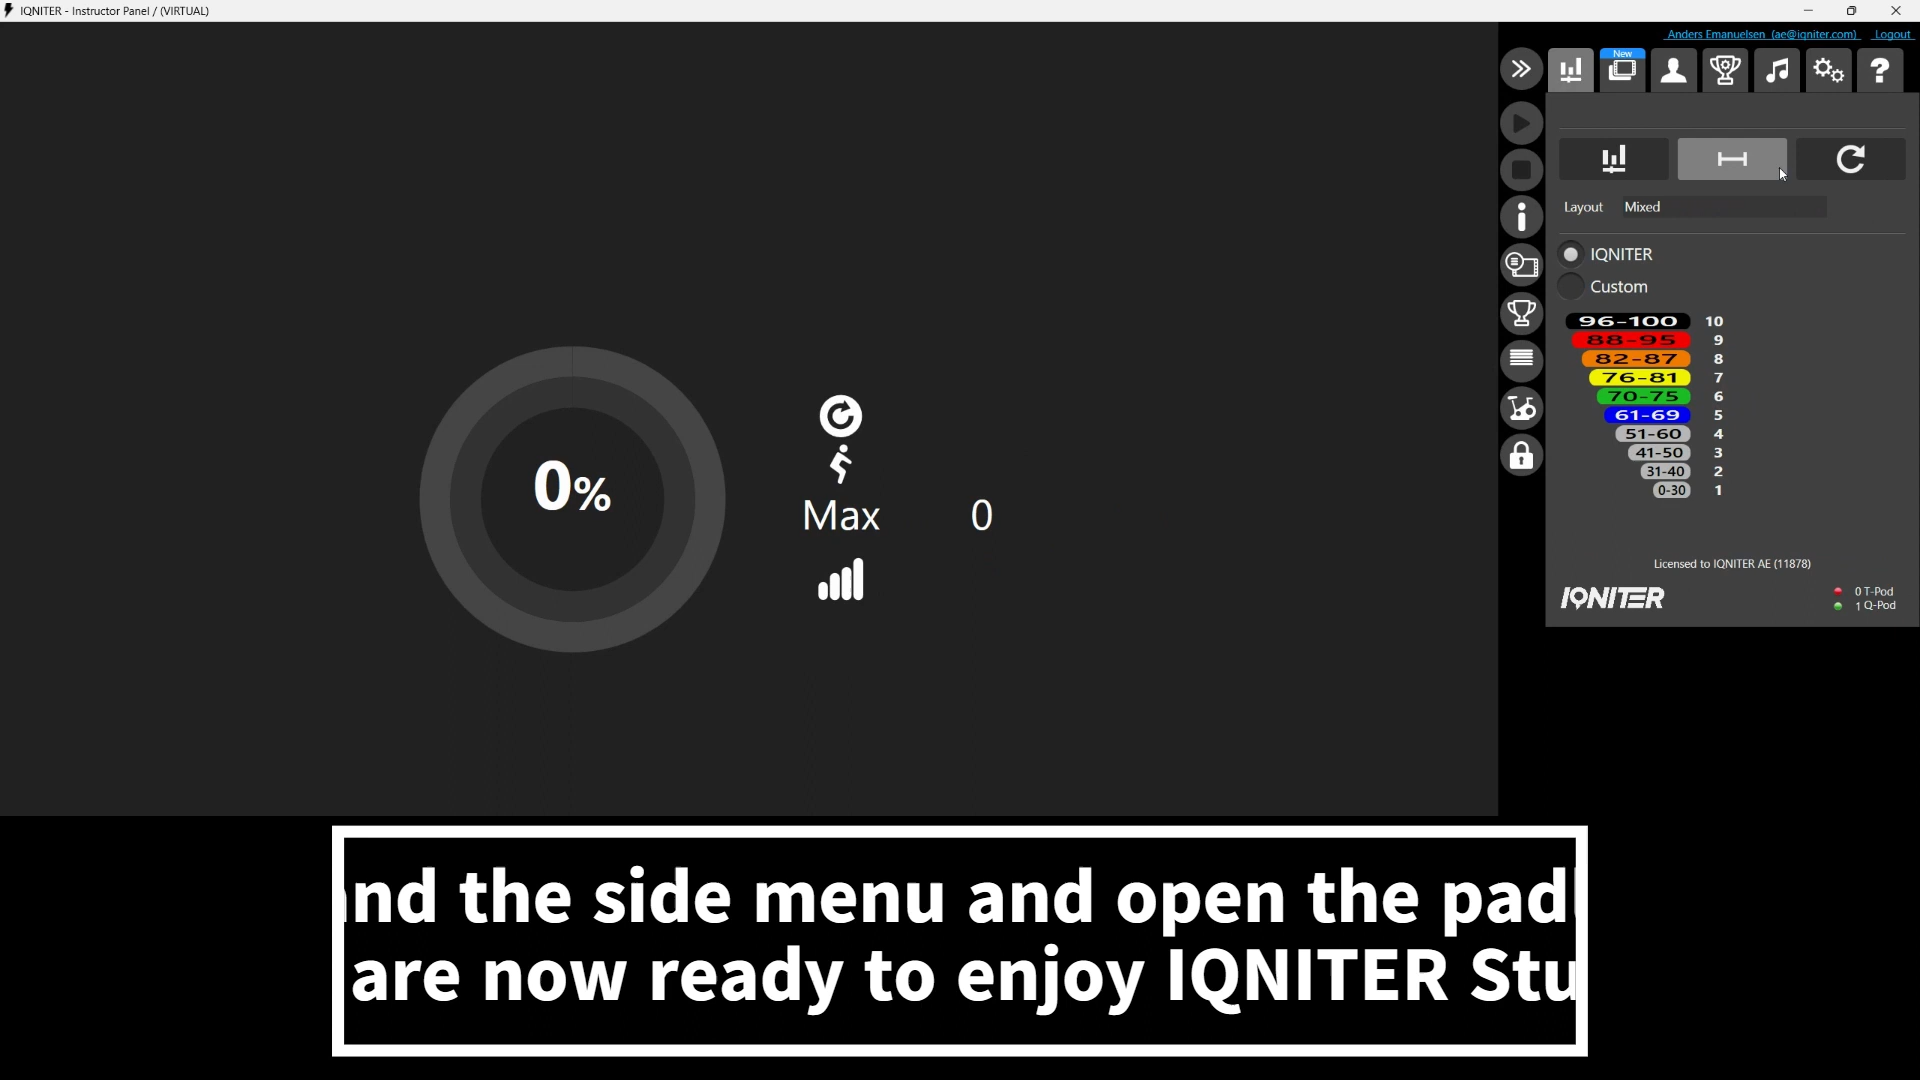 IQNITER - Instructor Panel / (VIRTUAL)
Anders Emanuelsen (ae@iqniter.com) Logout
New
Layout Mixed
IQNITER
Custom
96-100 10
88-95 9
82-87 8
76-81 7
70-75 6
61-69 5
51-60 4
41-50 3
31-40 2
0-30 1
0%
Max 0
Licensed to IQNITER AE (11878)
IQNITER
0 T-Pod
1 Q-Pod
nd the side menu and open the pad
are now ready to enjoy IQNITER Stu